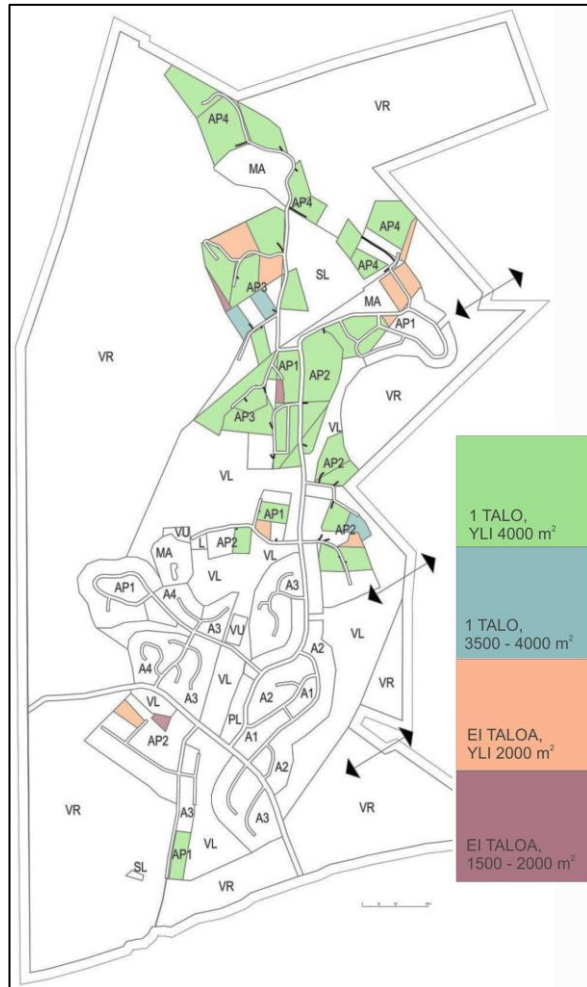 VR
AP4
MA
AP4
AP4
AP4
SL
AP3
MA
AP1
VR
AP1
AP2
VR
AP3
VL
AP2
VL
AP1
AP2
VU
L
AP2
VL
MA
VL
A3
AP1
A4
A3
VU
VL
A2
A4
VL
A3
VL
A2
A1
VR
PL
A1
AP2
A2
VR
A3
A3
VR
AP1
VL
SL
VR
1 TALO,
YLI 4000 m²
1 TALO,
3500 - 4000 m²
EI TALOA,
YLI 2000 m²
EI TALOA,
1500 - 2000 m²